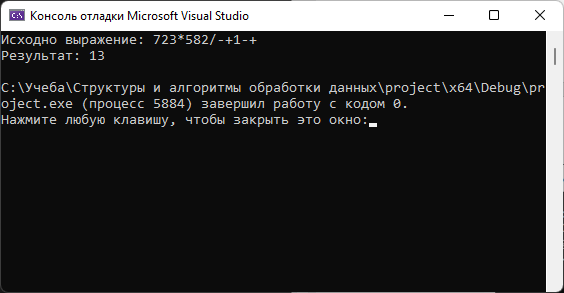 Консоль отладки Microsoft Visual Studio
Исходно выражение: 723*582/-+1-+
Результат: 13
C:\Учеба\Структуры и алгоритмы обработки данных\project\x64\Debug\pr
oject.exe (процесс 5884) завершил работу с кодом 0.
Нажмите любую клавишу, чтобы закрыть это окно: